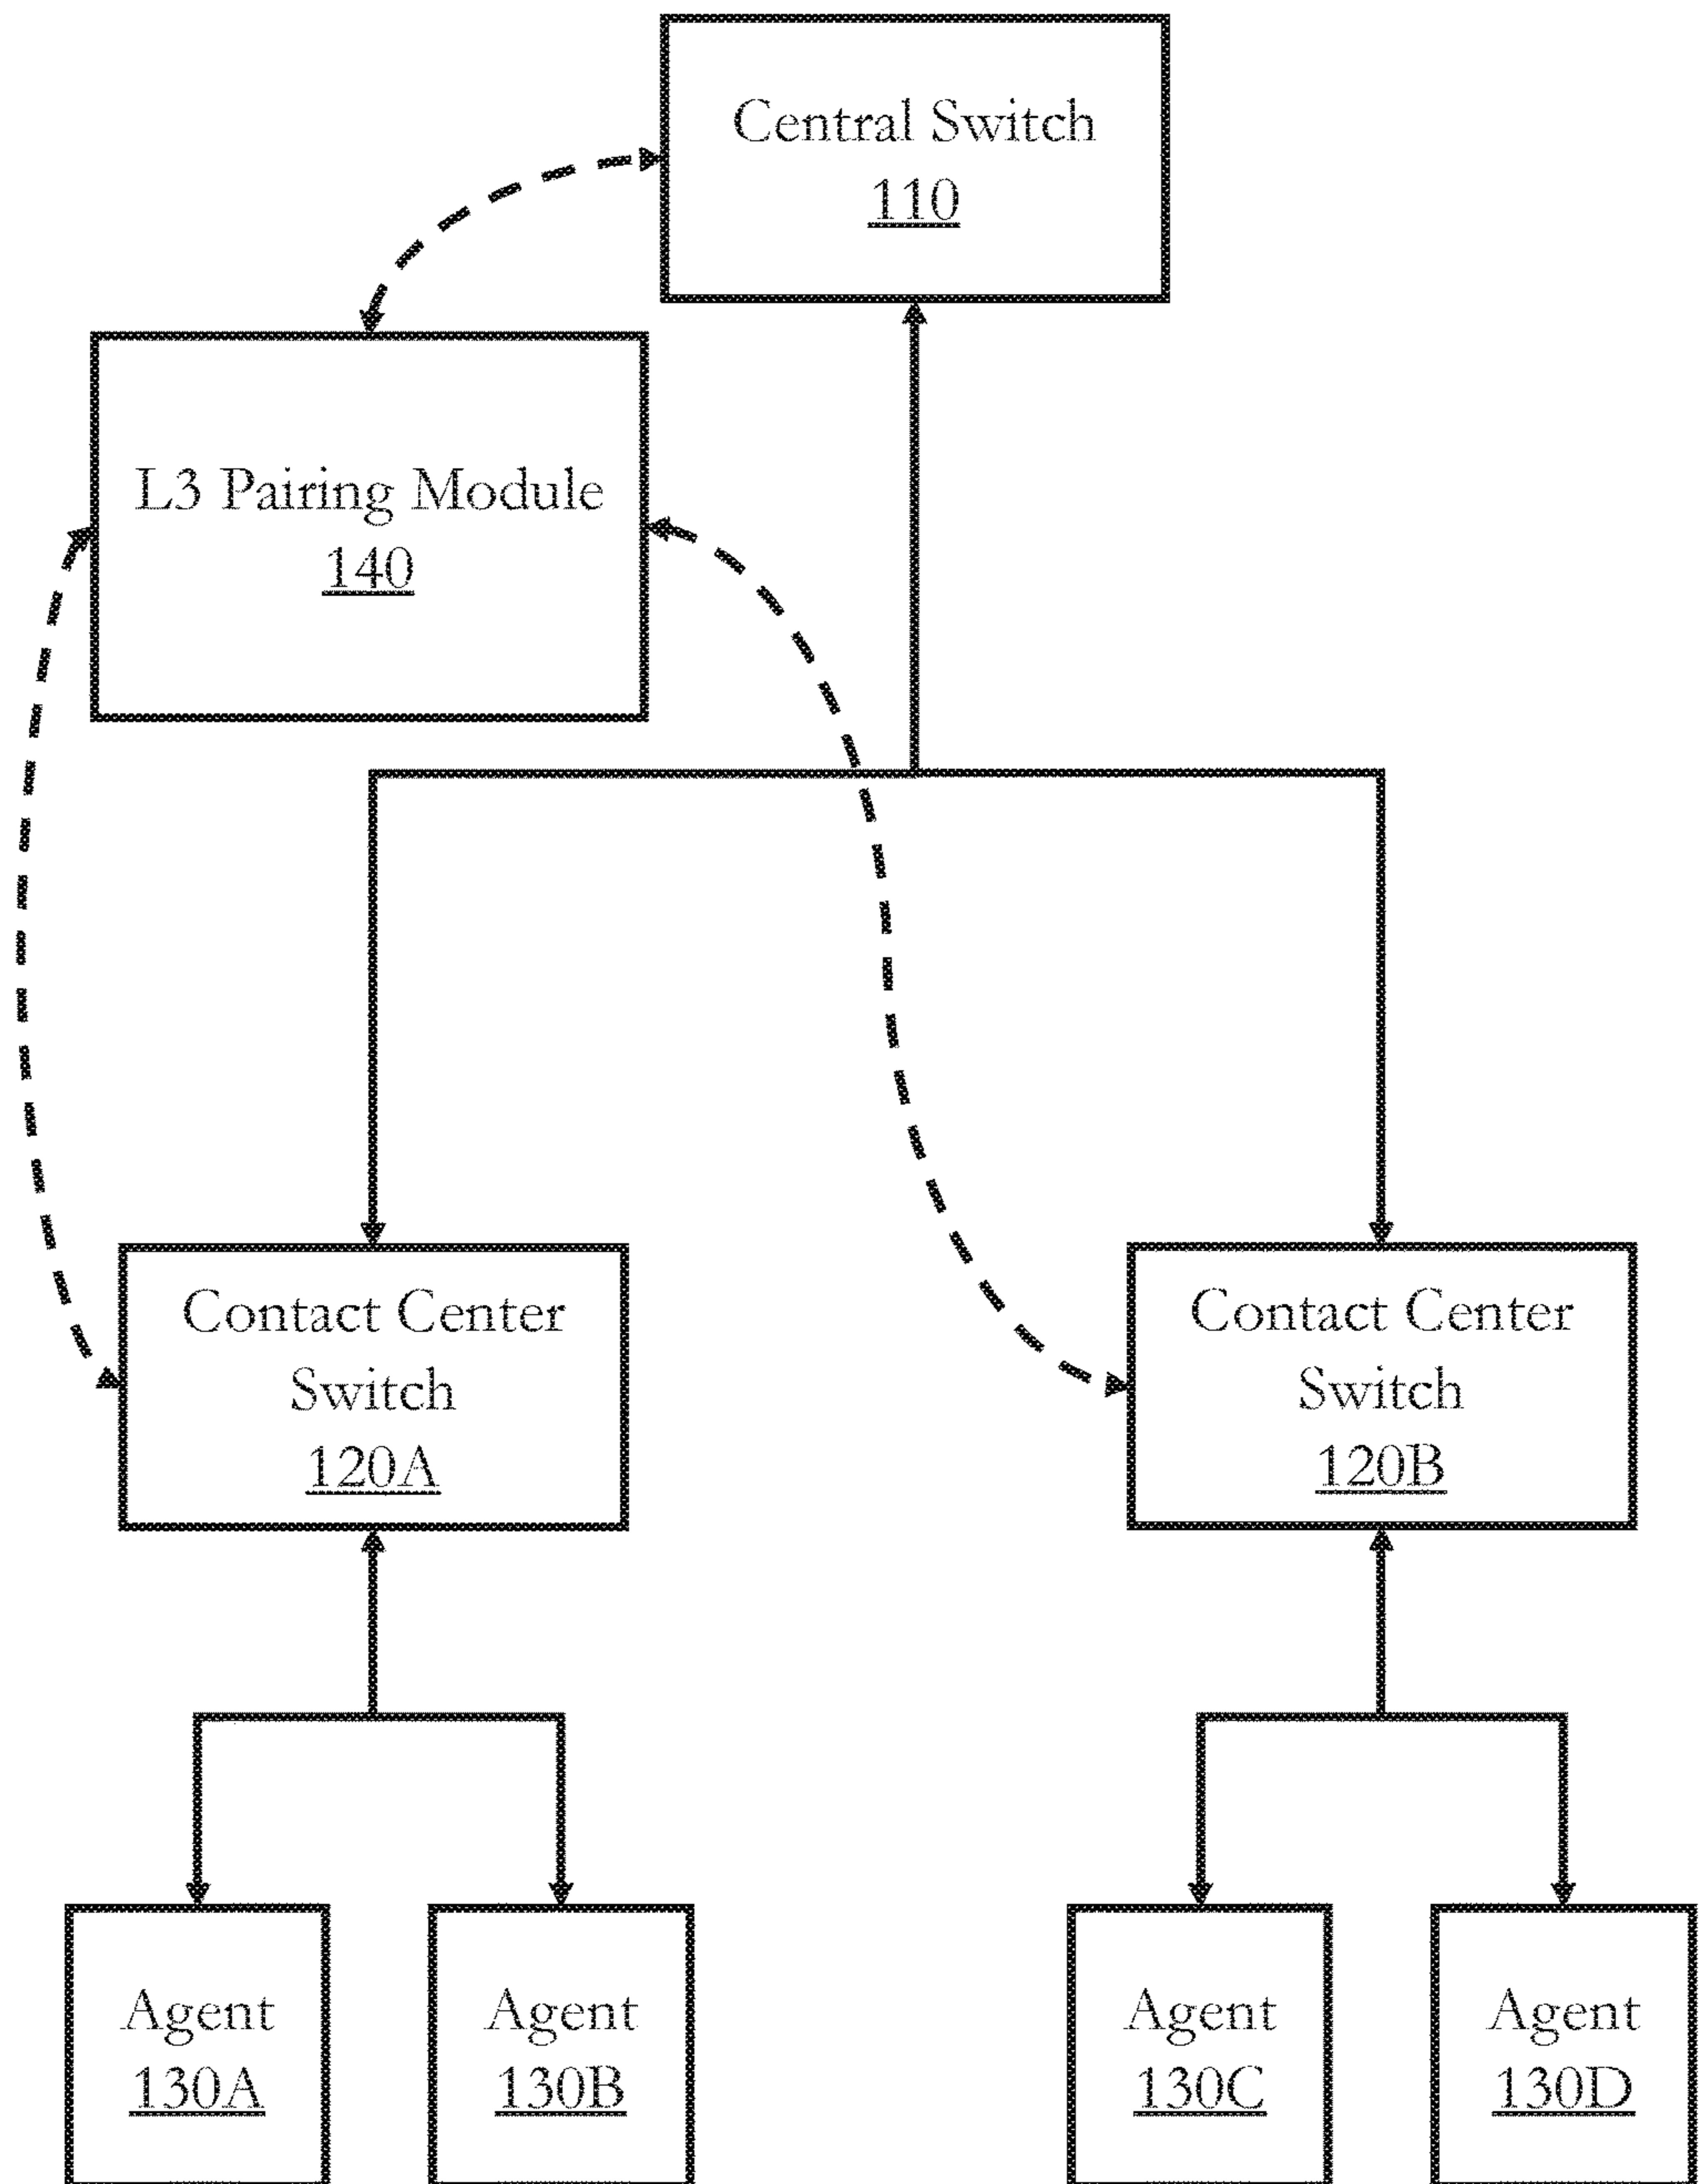 Central Switch
110
L3 Pairing Module
140
Contact Center
Switch
120A
Contact Center
Switch
120B
Agent
130A
Agent
130B
Agent
130C
Agent
130D